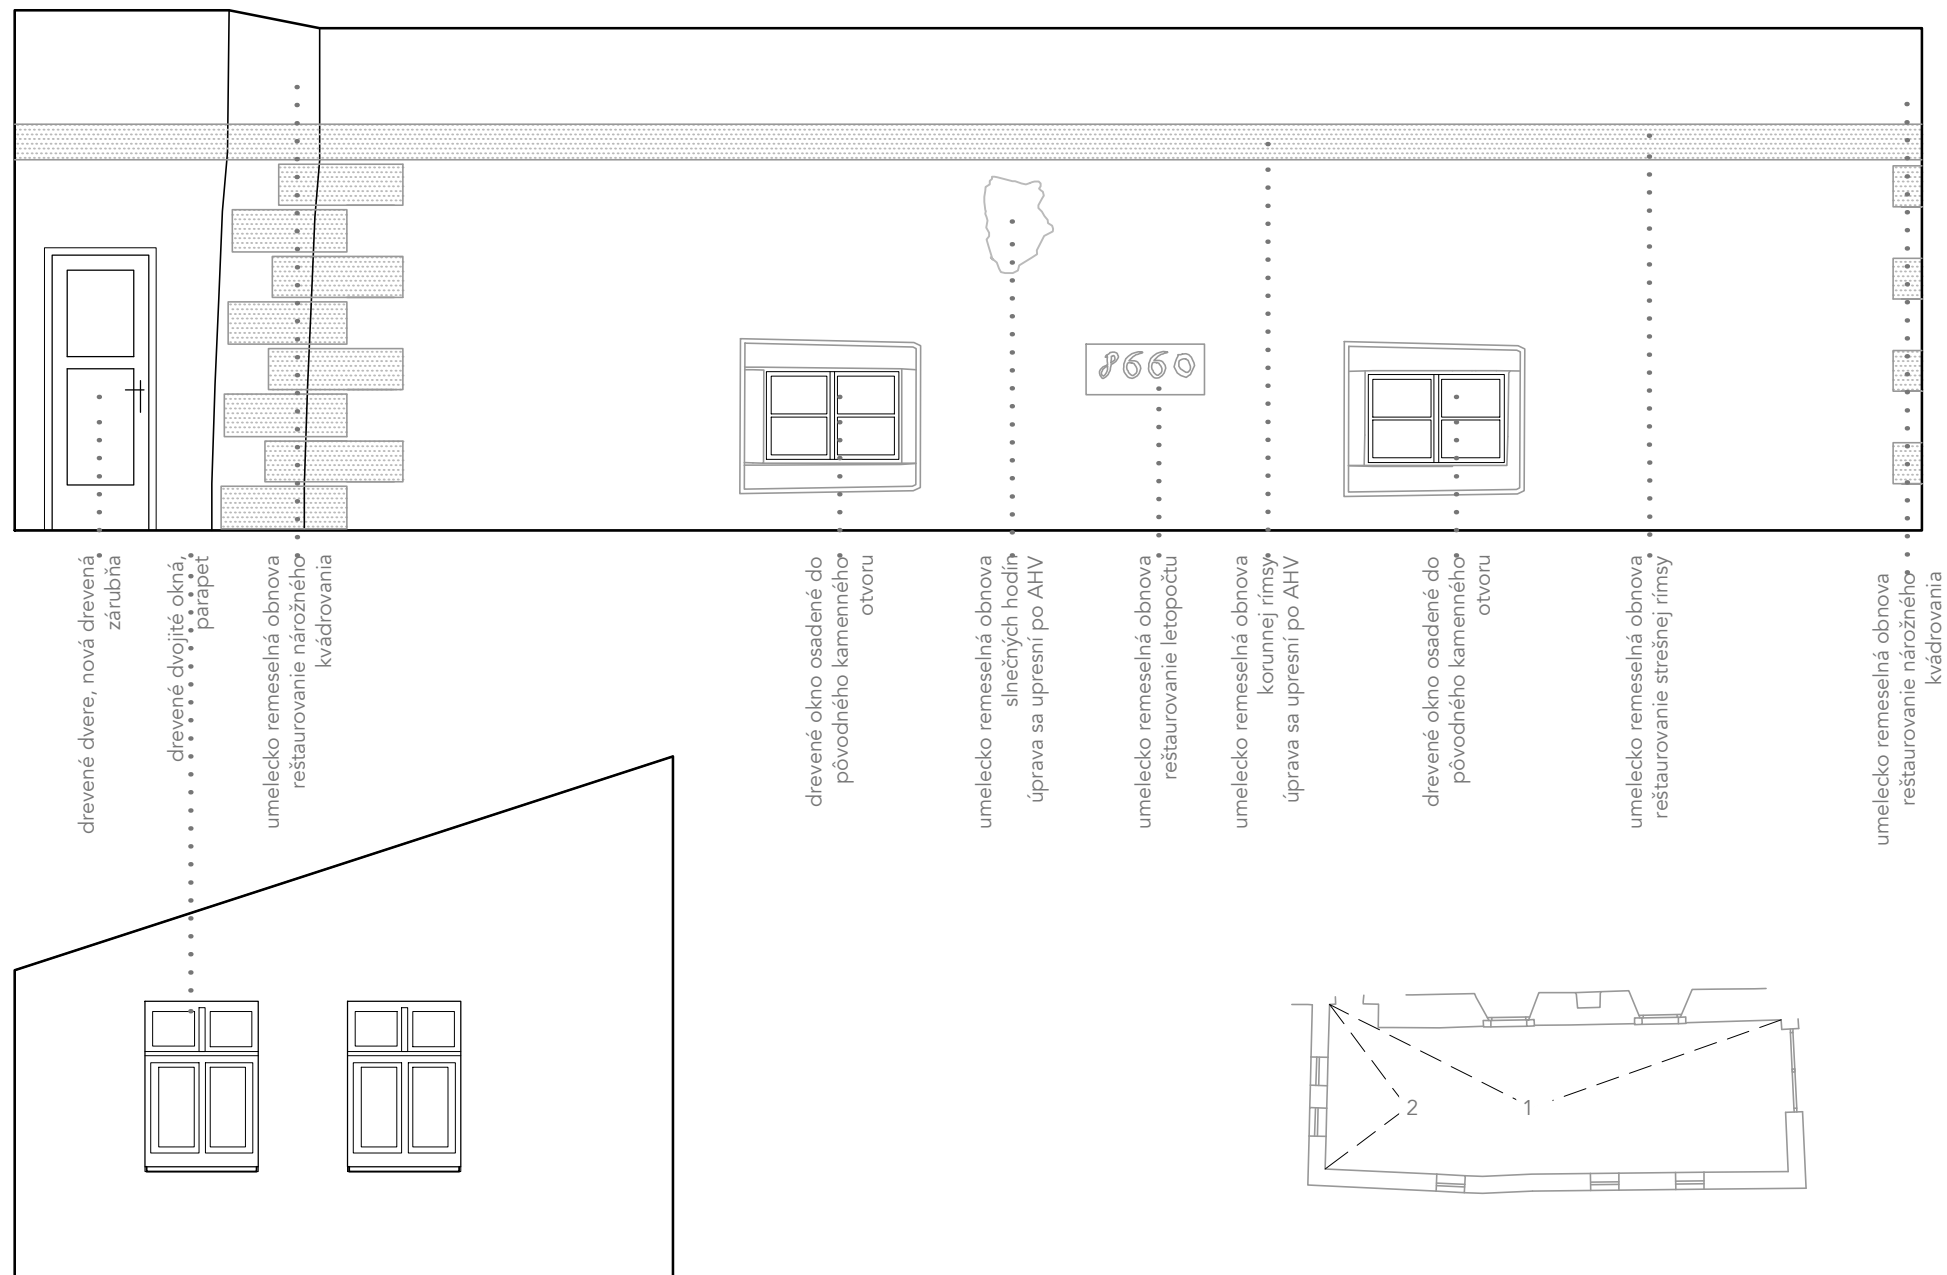 8660
drevené dvere, nová drevená
zárubňa
drevené dvojité okná,
parapet
umelecko remeselná obnova
reštaurovanie nárožného
kvádrovania
drevené okno osadené do
pôvodného kamenného
otvoru
umelecko remeselná obnova
slnečných hodín
úprava sa upresní po AHV
umelecko remeselná obnova
reštaurovanie letopočtu
umelecko remeselná obnova
korunnej rímsy
úprava sa upresní po AHV
drevené okno osadené do
pôvodného kamenného
otvoru
umelecko remeselná obnova
reštaurovanie strešnej rímsy
umelecko remeselná obnova
reštaurovanie nárožného
kvádrovania
2
1